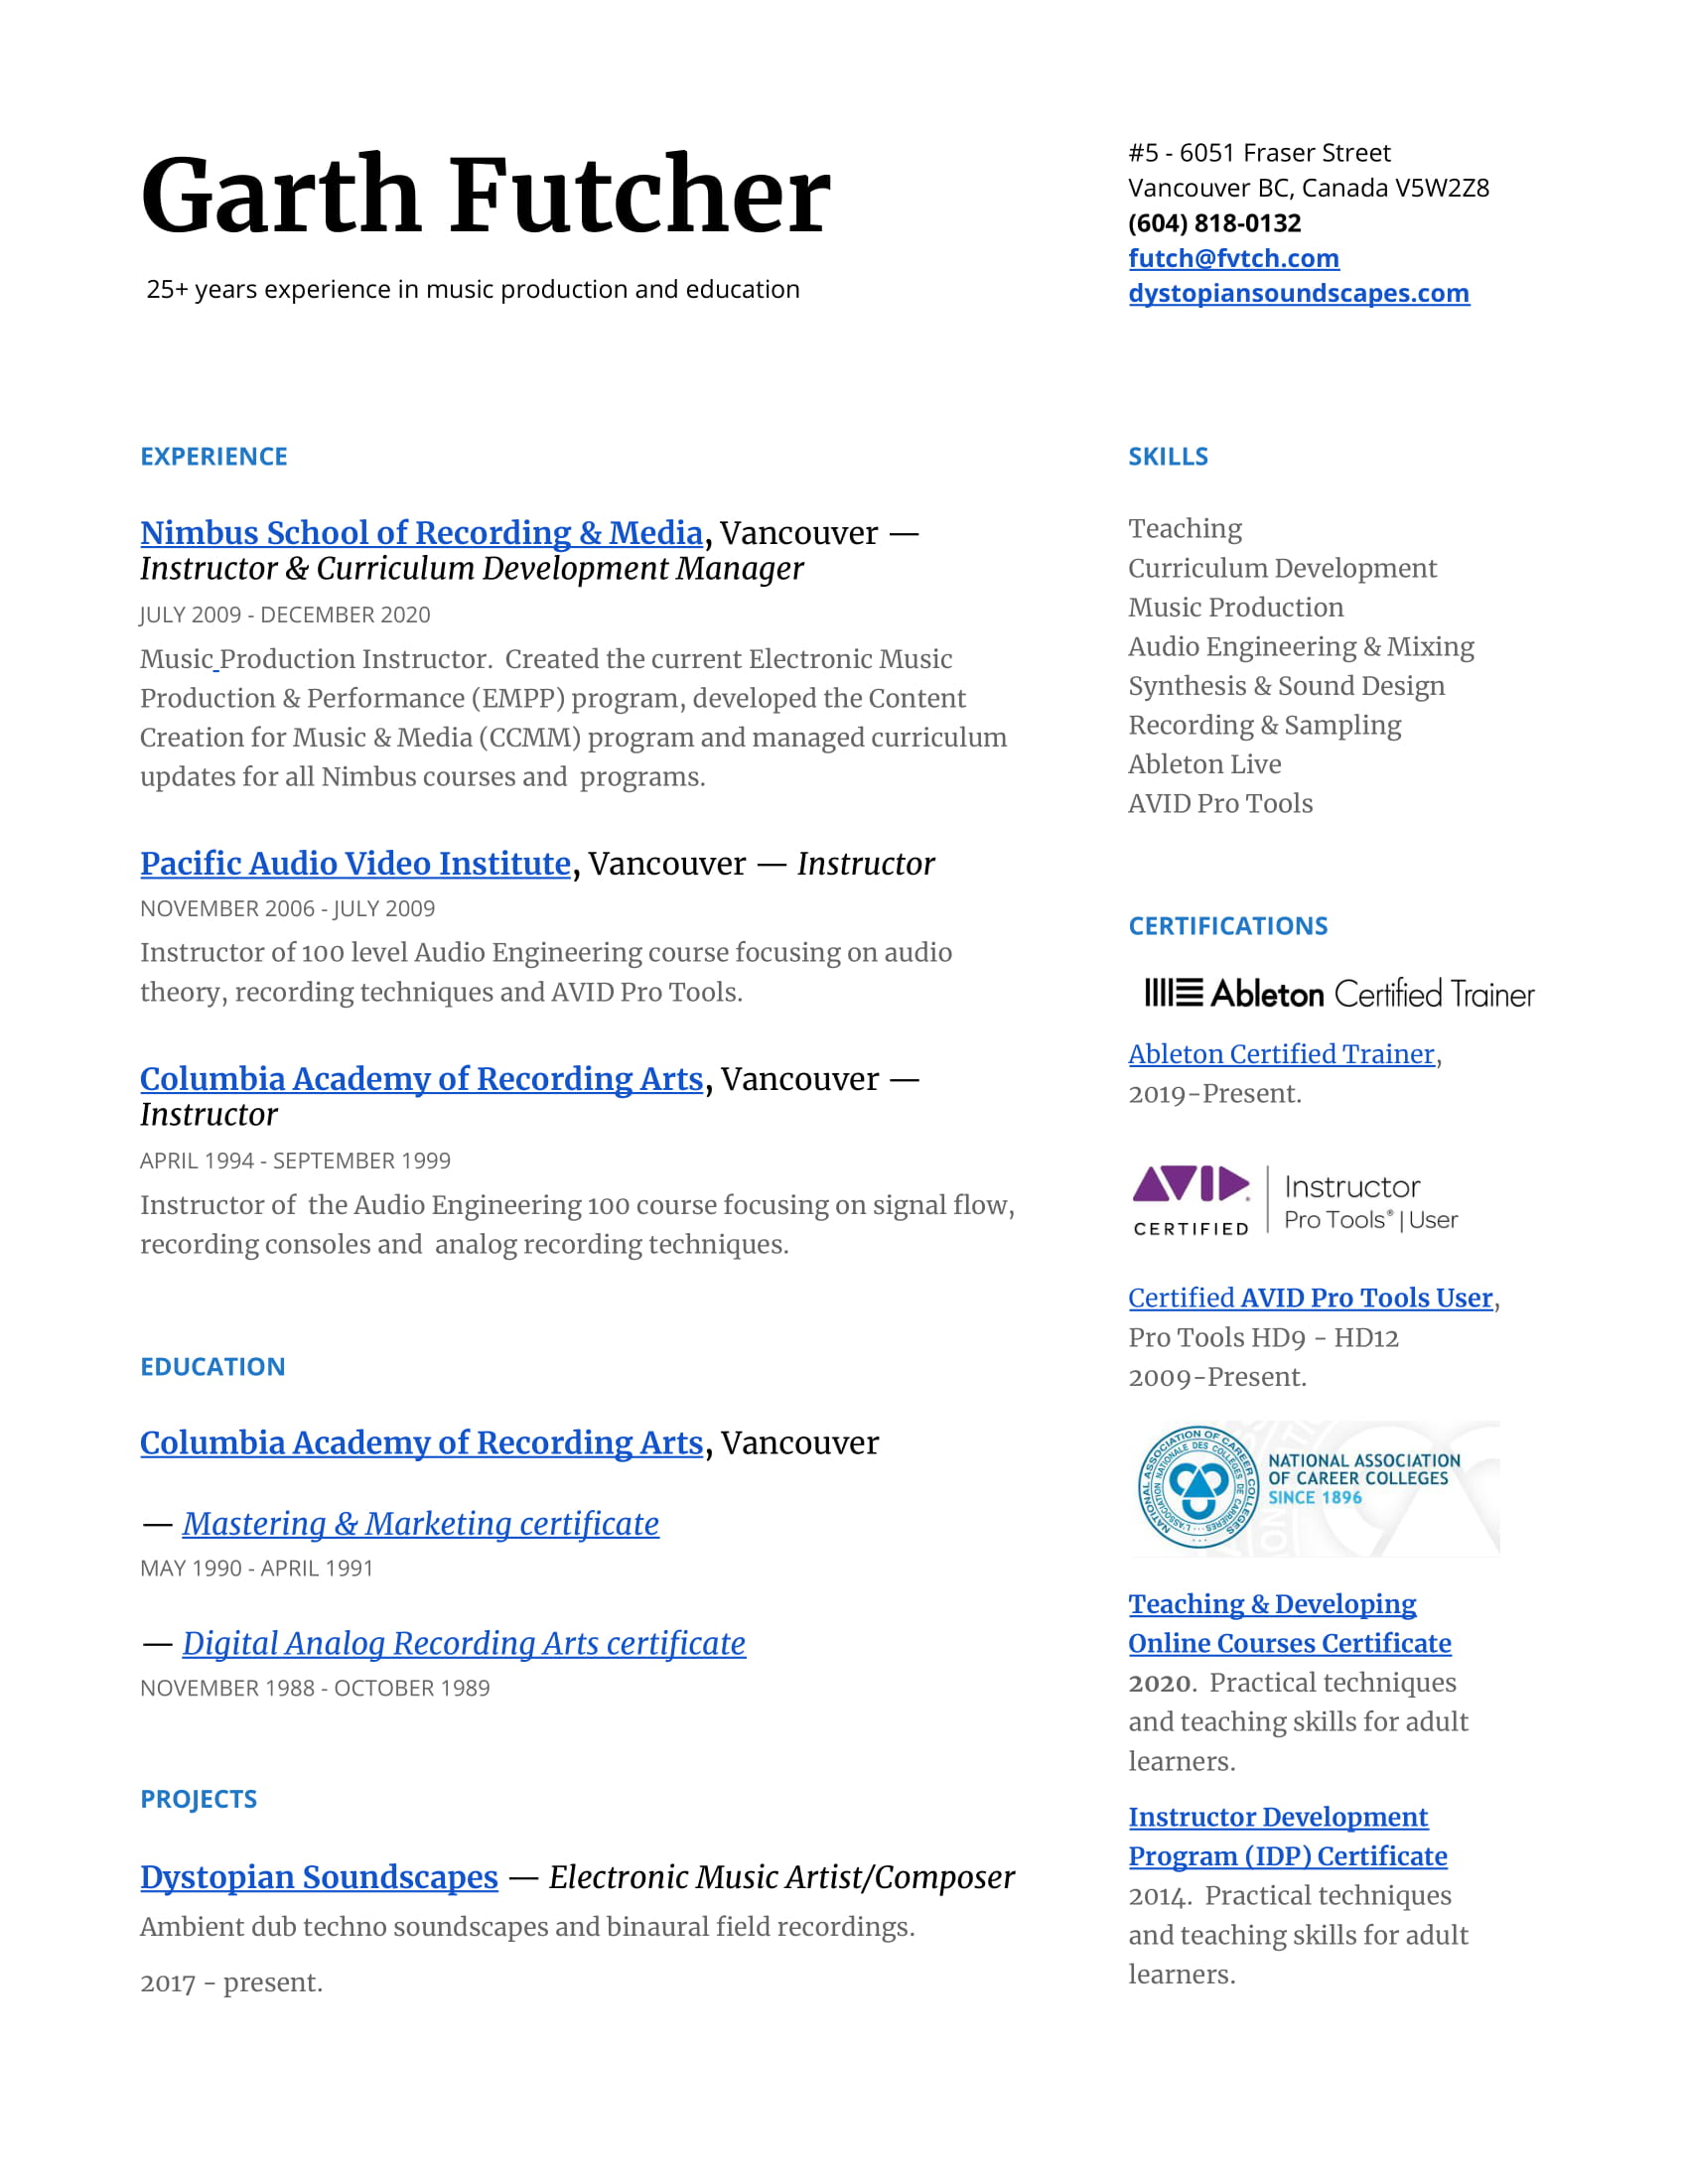 Garth Futcher
25+ years experience in music production and education
#5 - 6051 Fraser Street
Vancouver BC, Canada V5W2Z8
(604) 818-0132
futch@fvtch.com
dystopiansoundscapes.com
EXPERIENCE
Nimbus School of Recording & Media, Vancouver —
Instructor & Curriculum Development Manager
JULY 2009 - DECEMBER 2020
Music Production Instructor.  Created the current Electronic Music
Production & Performance (EMPP) program, developed the Content
Creation for Music & Media (CCMM) program and managed curriculum
updates for all Nimbus courses and  programs.
Pacific Audio Video Institute, Vancouver — Instructor
NOVEMBER 2006 - JULY 2009
Instructor of 100 level Audio Engineering course focusing on audio
theory, recording techniques and AVID Pro Tools.
Columbia Academy of Recording Arts, Vancouver —
Instructor
APRIL 1994 - SEPTEMBER 1999
Instructor of  the Audio Engineering 100 course focusing on signal flow,
recording consoles and  analog recording techniques.
EDUCATION
Columbia Academy of Recording Arts, Vancouver
— Mastering & Marketing certificate
MAY 1990 - APRIL 1991
— Digital Analog Recording Arts certificate
NOVEMBER 1988 - OCTOBER 1989
PROJECTS
Dystopian Soundscapes — Electronic Music Artist/Composer
Ambient dub techno soundscapes and binaural field recordings.
2017 - present.
SKILLS
Teaching
Curriculum Development
Music Production
Audio Engineering & Mixing
Synthesis & Sound Design
Recording & Sampling
Ableton Live
AVID Pro Tools
CERTIFICATIONS
Ableton Certified Trainer
Ableton Certified Trainer,
2019-Present.
AVID
CERTIFIED
Instructor
Pro Tools® | User
Certified AVID Pro Tools User,
Pro Tools HD9 - HD12
2009-Present.
NATIONAL ASSOCIATION OF CAREER COLLEGES
L'ASSOCIATION NATIONALE DES COLLEGES DE CARRIERES
NATIONAL ASSOCIATION
OF CAREER COLLEGES
SINCE 1896
Teaching & Developing
Online Courses Certificate
2020.  Practical techniques
and teaching skills for adult
learners.
Instructor Development
Program (IDP) Certificate
2014.  Practical techniques
and teaching skills for adult
learners.